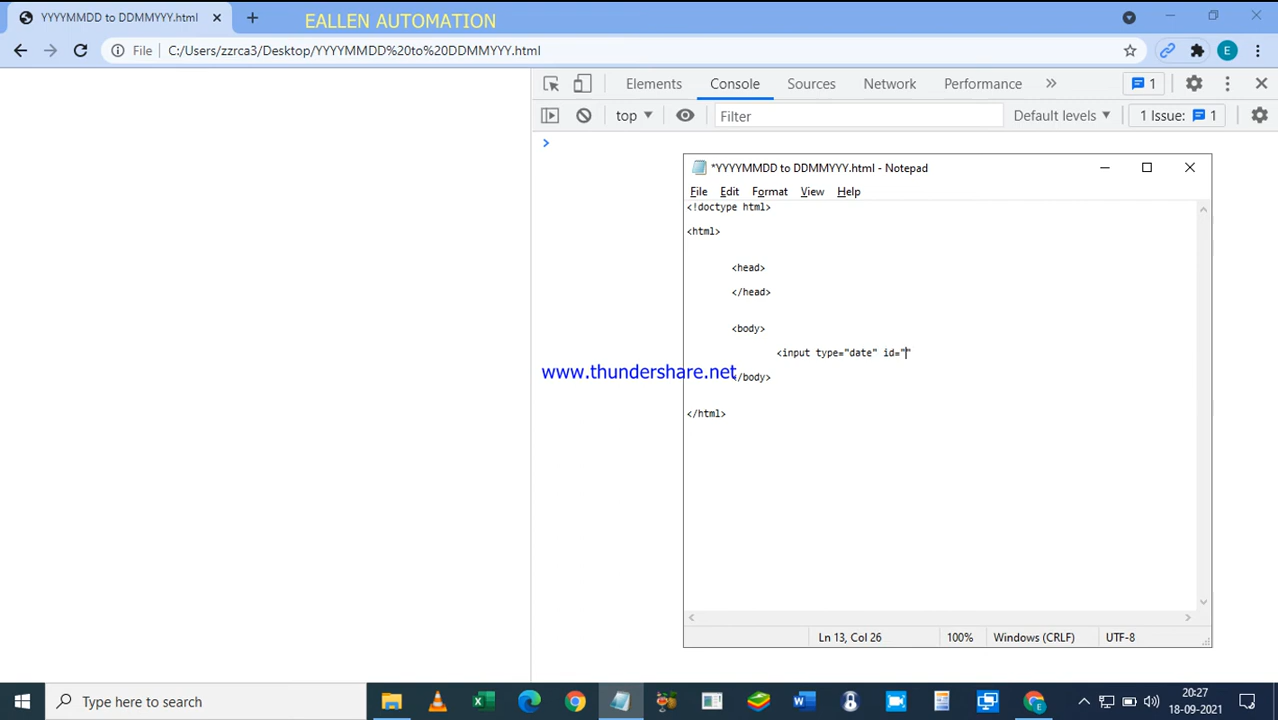 YYYYMMDD to DDMMYYY.html
EALLEN AUTOMATION
File C:/Users/zzrca3/Desktop/YYYYMMDD%20to%20DDMMYYY.html
E
Elements Console Sources Network Performance » 1
top Filter Default levels 1 Issue: 1
*YYYYMMDD to DDMMYYY.html - Notepad
File Edit Format View Help
<!doctype html>
<html>
<head>
</head>
<body>
<input type="date" id=""
www.thundershare.net
</body>
</html>
Ln 13, Col 26 100% Windows (CRLF) UTF-8
Type here to search
20:27
18-09-2021